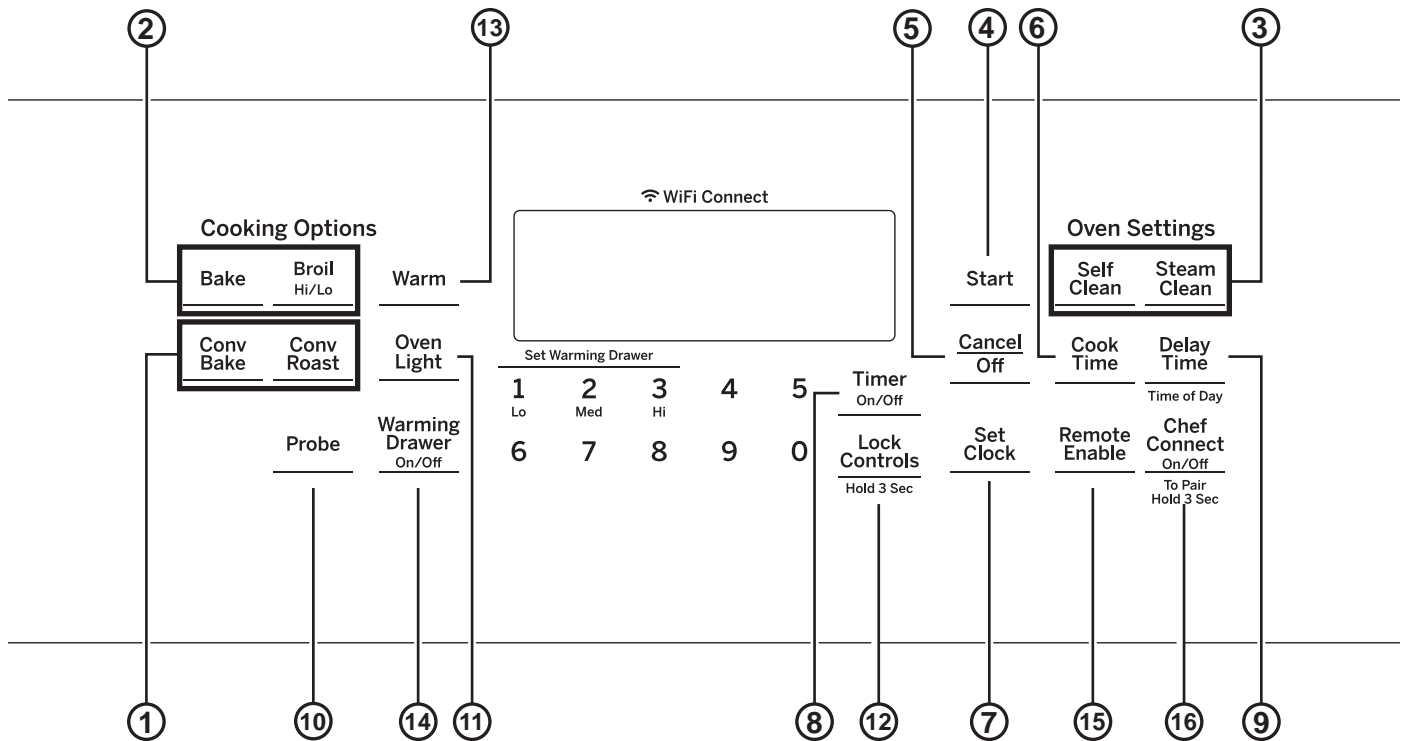 2 13 5 4 6 3
WiFi Connect
Cooking Options
Oven Settings
Bake
Broil
Hi/Lo
Warm
Start
Self
Clean
Steam
Clean
Conv
Bake
Conv
Roast
Oven
Light
Set Warming Drawer
1 2 3 4 5
Lo Med Hi
6 7 8 9 0
Timer
On/Off
Cancel
Off
Cook
Time
Delay
Time
Time of Day
Probe
Warming
Drawer
On/Off
Lock
Controls
Hold 3 Sec
Set
Clock
Remote
Enable
Chef
Connect
On/Off
To Pair
Hold 3 Sec
1 10 14 11 8 12 7 15 16 9